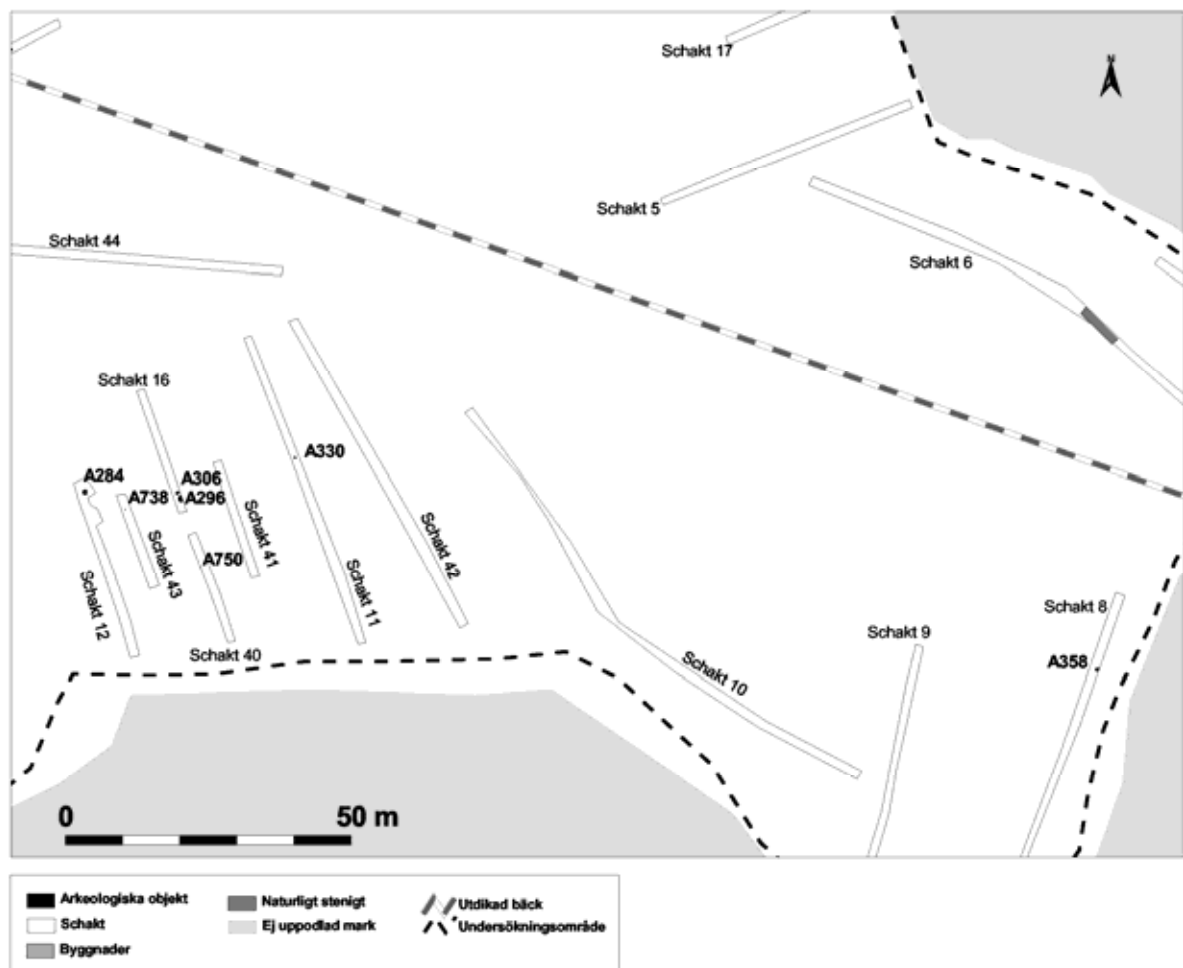 Schakt 17
N
Schakt 5
Schakt 44
Schakt 6
Schakt 16
A330
A284
A306
A738
A296
Schakt 41
A750
Schakt 43
Schakt 42
Schakt 12
Schakt 11
Schakt 8
Schakt 9
Schakt 40
A358
Schakt 10
0 50 m
Arkeologiska objekt
Schakt
Byggnader
Naturligt stenigt
Ej uppodlad mark
Utdikad bäck
Undersökningsområde